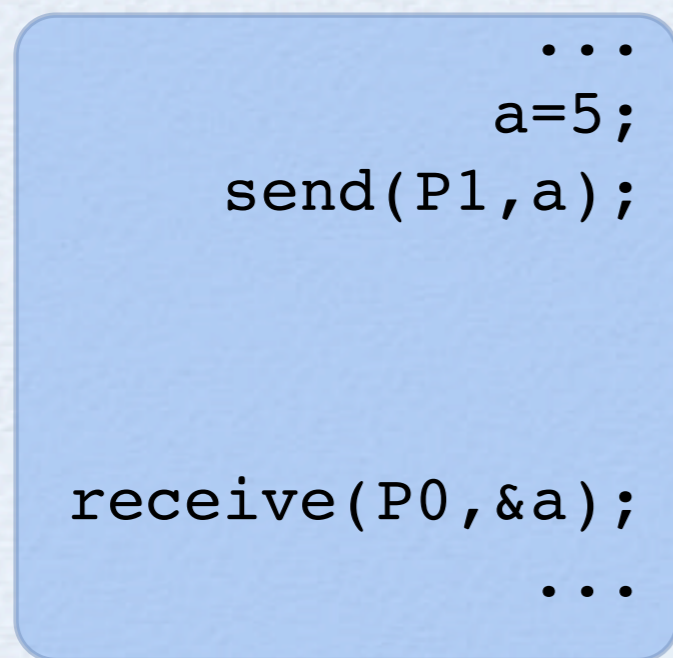 ...
a=5;
send(P1,a);
receive(P0,&a);
...